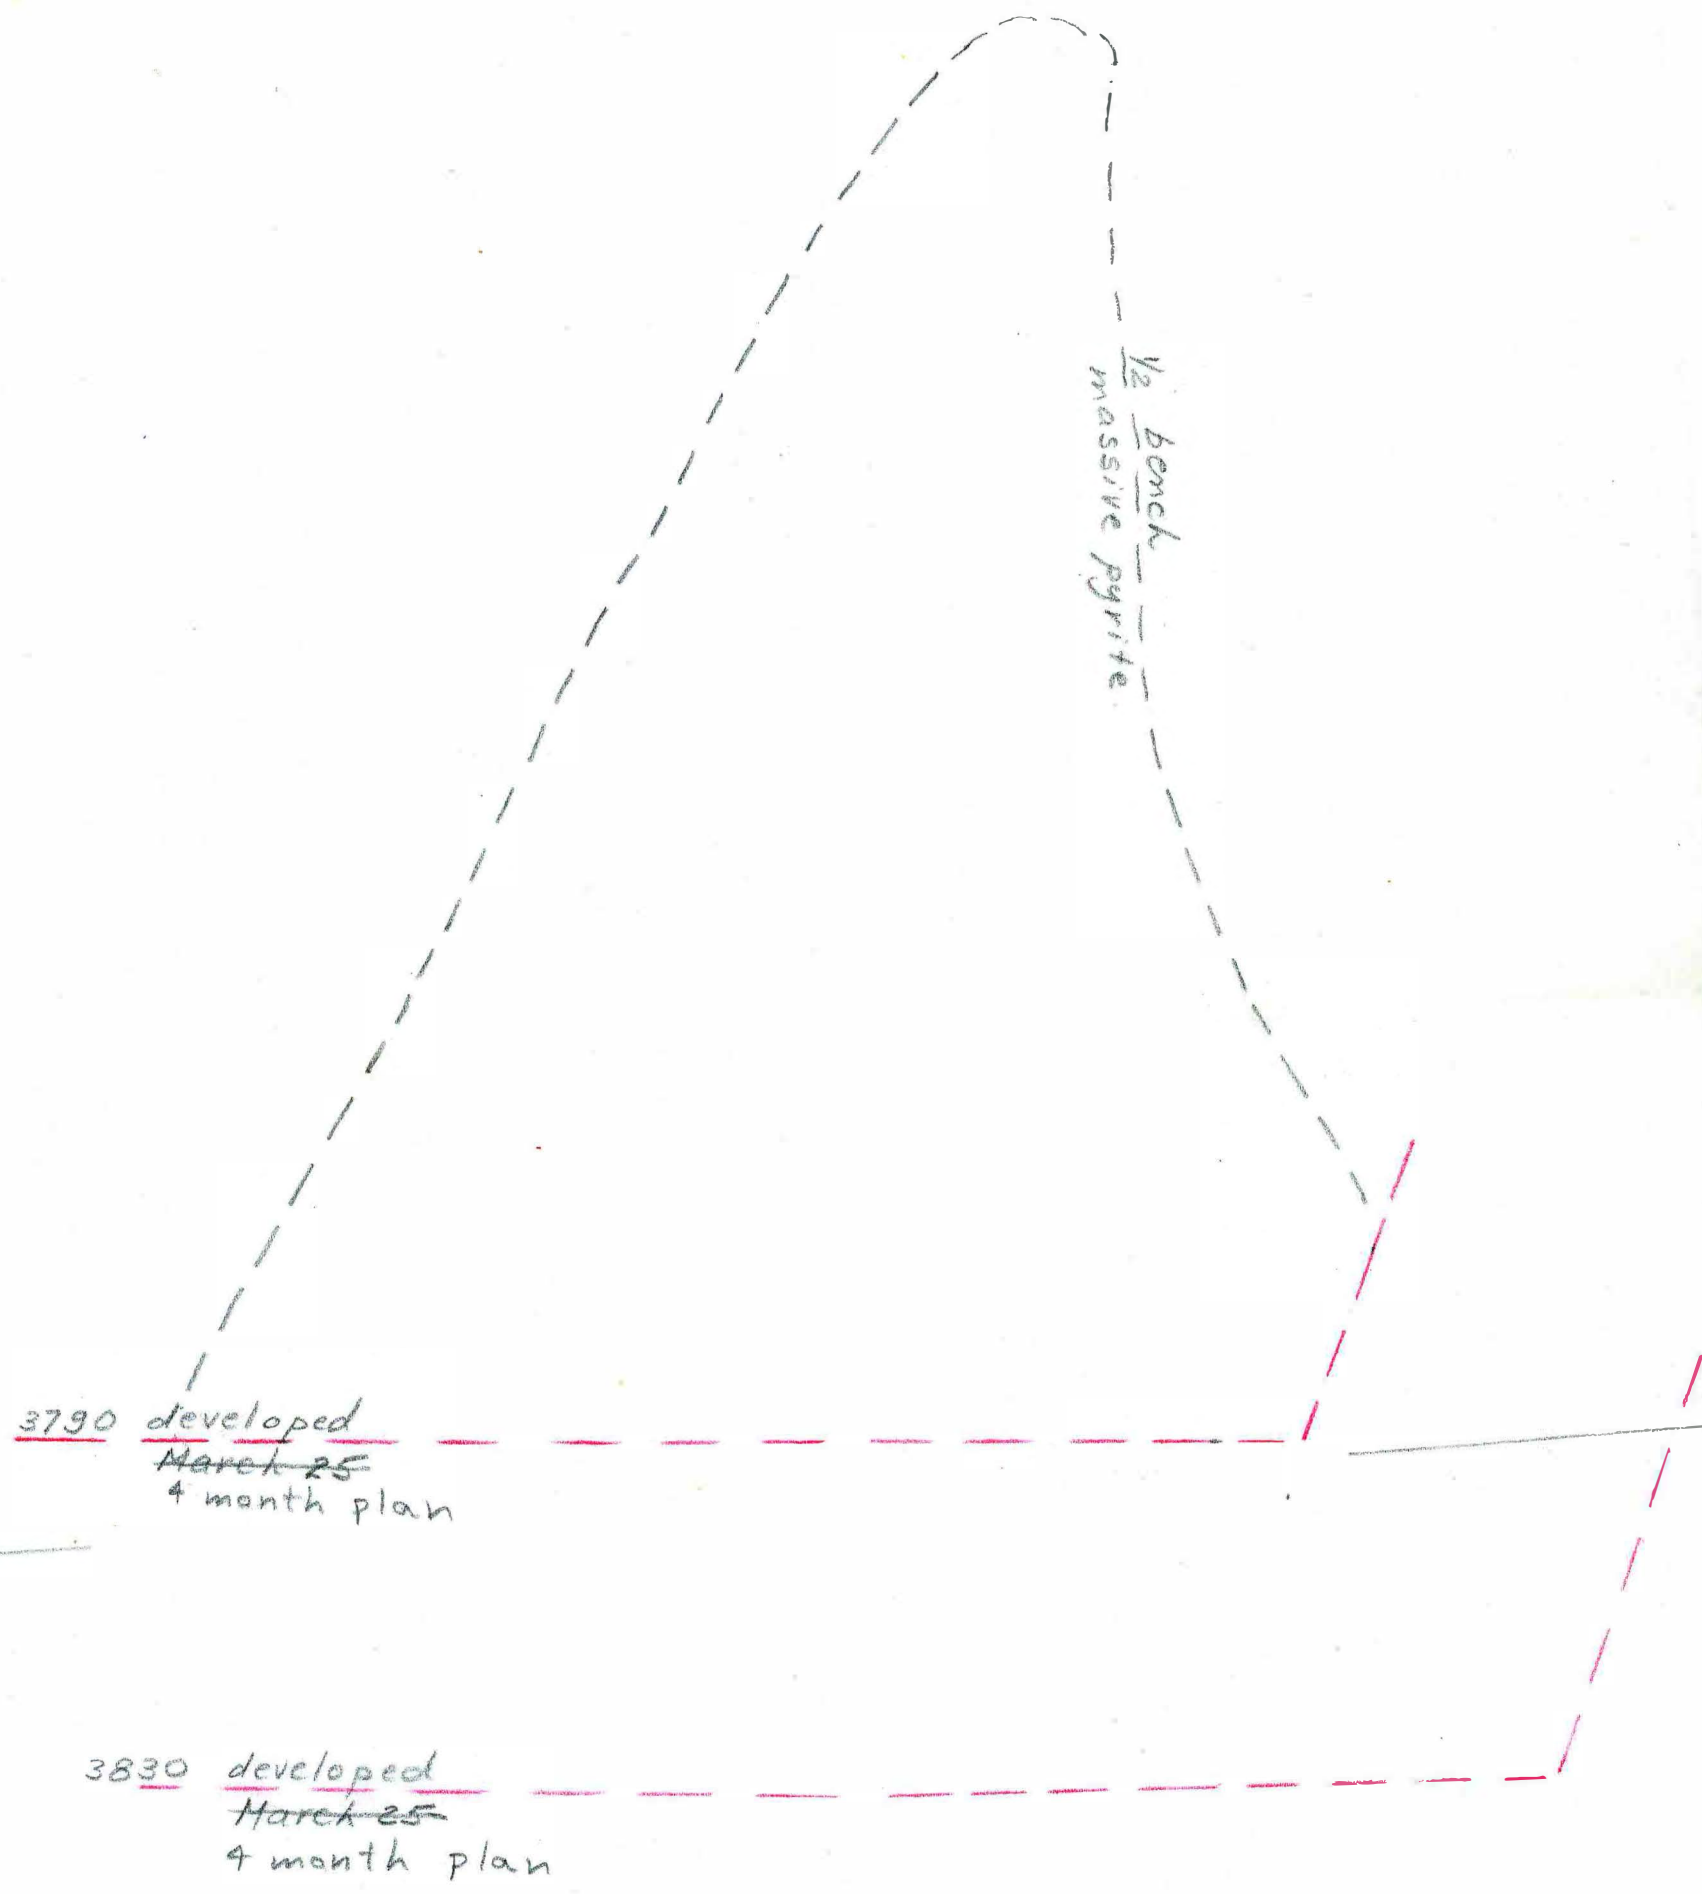 1/2 bench
massive pyrite
3790 developed
March 25
4 month plan
3830 developed
March 25
4 month plan